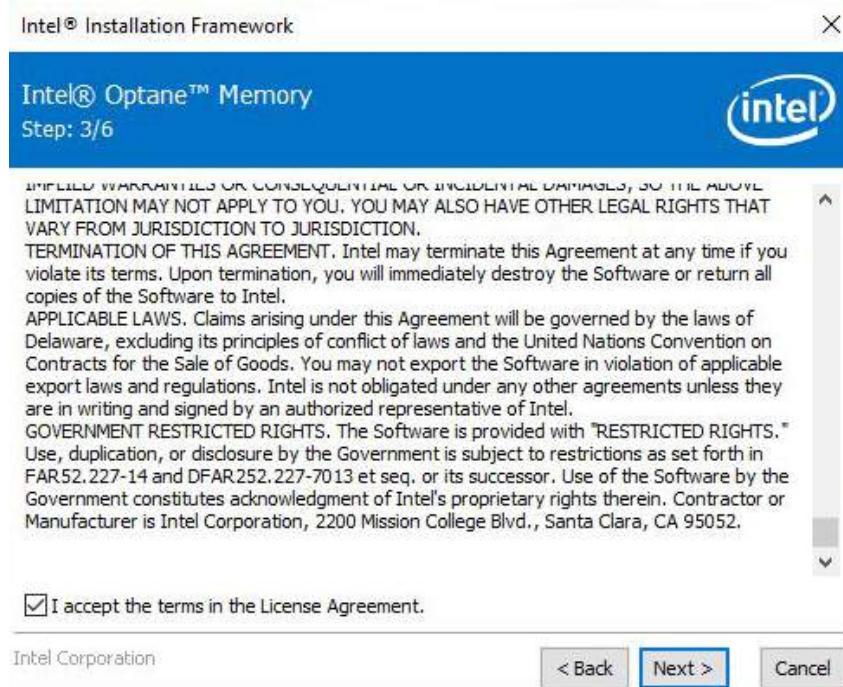 Intel® Installation Framework
Intel® Optane™ Memory
intel
Step: 3/6
IMPLIED WARRANTIES OR CONSEQUENTIAL OR INCIDENTAL DAMAGES, SO THE ABOVE
LIMITATION MAY NOT APPLY TO YOU. YOU MAY ALSO HAVE OTHER LEGAL RIGHTS THAT
VARY FROM JURISDICTION TO JURISDICTION.
TERMINATION OF THIS AGREEMENT. Intel may terminate this Agreement at any time if you
violate its terms. Upon termination, you will immediately destroy the Software or return all
copies of the Software to Intel.
APPLICABLE LAWS. Claims arising under this Agreement will be governed by the laws of
Delaware, excluding its principles of conflict of laws and the United Nations Convention on
Contracts for the Sale of Goods. You may not export the Software in violation of applicable
export laws and regulations. Intel is not obligated under any other agreements unless they
are in writing and signed by an authorized representative of Intel.
GOVERNMENT RESTRICTED RIGHTS. The Software is provided with "RESTRICTED RIGHTS."
Use, duplication, or disclosure by the Government is subject to restrictions as set forth in
FAR52.227-14 and DFAR252.227-7013 et seq. or its successor. Use of the Software by the
Government constitutes acknowledgment of Intel's proprietary rights therein. Contractor or
Manufacturer is Intel Corporation, 2200 Mission College Blvd., Santa Clara, CA 95052.
I accept the terms in the License Agreement.
Intel Corporation
< Back Next > Cancel